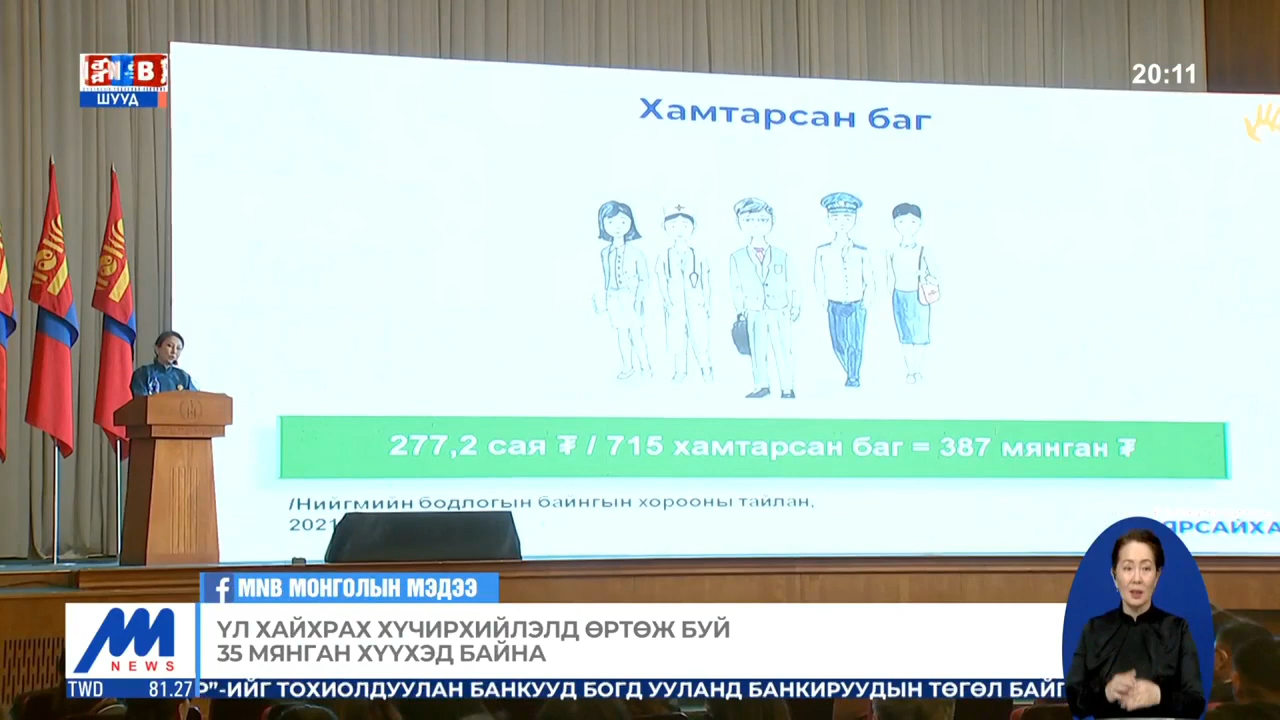 MNB
ШУУД
20:11
Хамтарсан баг
277,2 сая ₮ / 715 хамтарсан баг = 387 мянган ₮
/Нийгмийн бодлогын байнгын хорооны тайлан,
2021
ЯРСАЙХА
MNB МОНГОЛЫН МЭДЭЭ
ҮЛ ХАЙХРАХ ХҮЧИРХИЙЛЭЛД ӨРТӨЖ БУЙ
35 МЯНГАН ХҮҮХЭД БАЙНА
NEWS
TWD 81.27 Р”-ИЙГ ТОХИОЛДУУЛАН БАНКУУД БОГД УУЛАНД БАНКИРУУДЫН ТӨГӨЛ БАЙГ